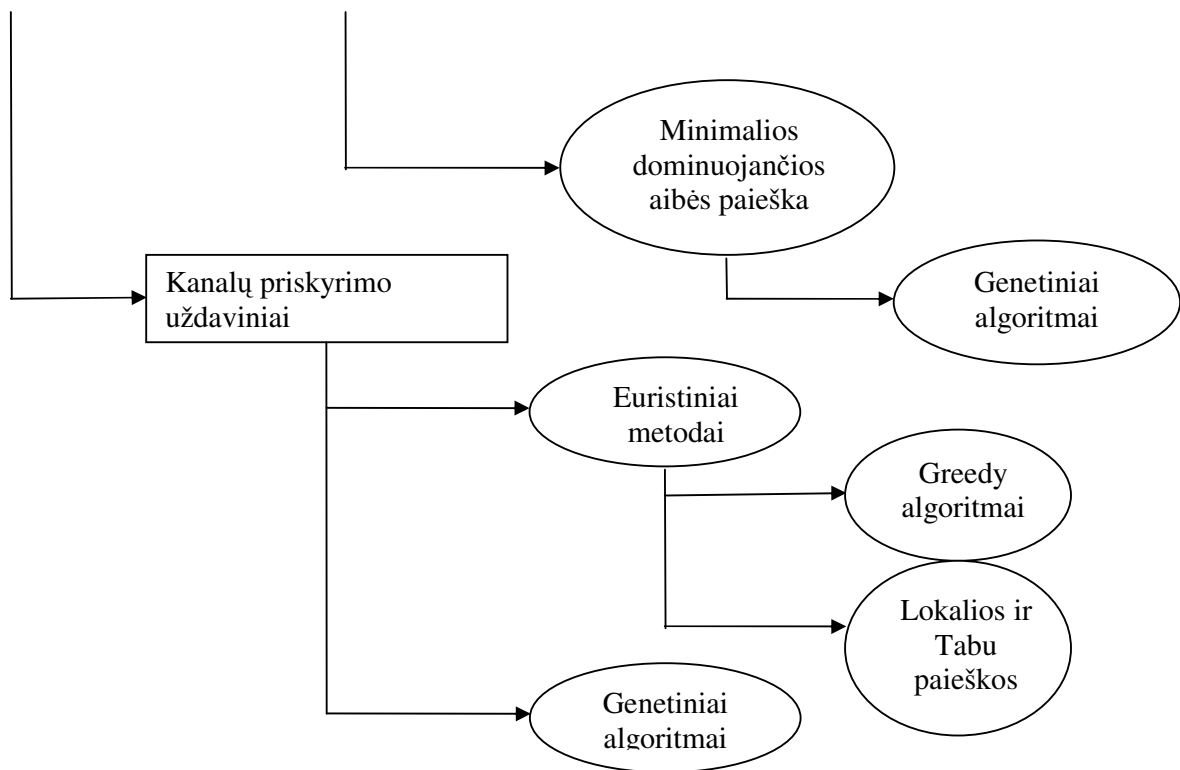 Minimalios
dominuojančios
aibės paieška
Kanalų priskyrimo
uždaviniai
Genetiniai
algoritmai
Euristiniai
metodai
Greedy
algoritmai
Lokalios ir
Tabu
paieškos
Genetiniai
algoritmai